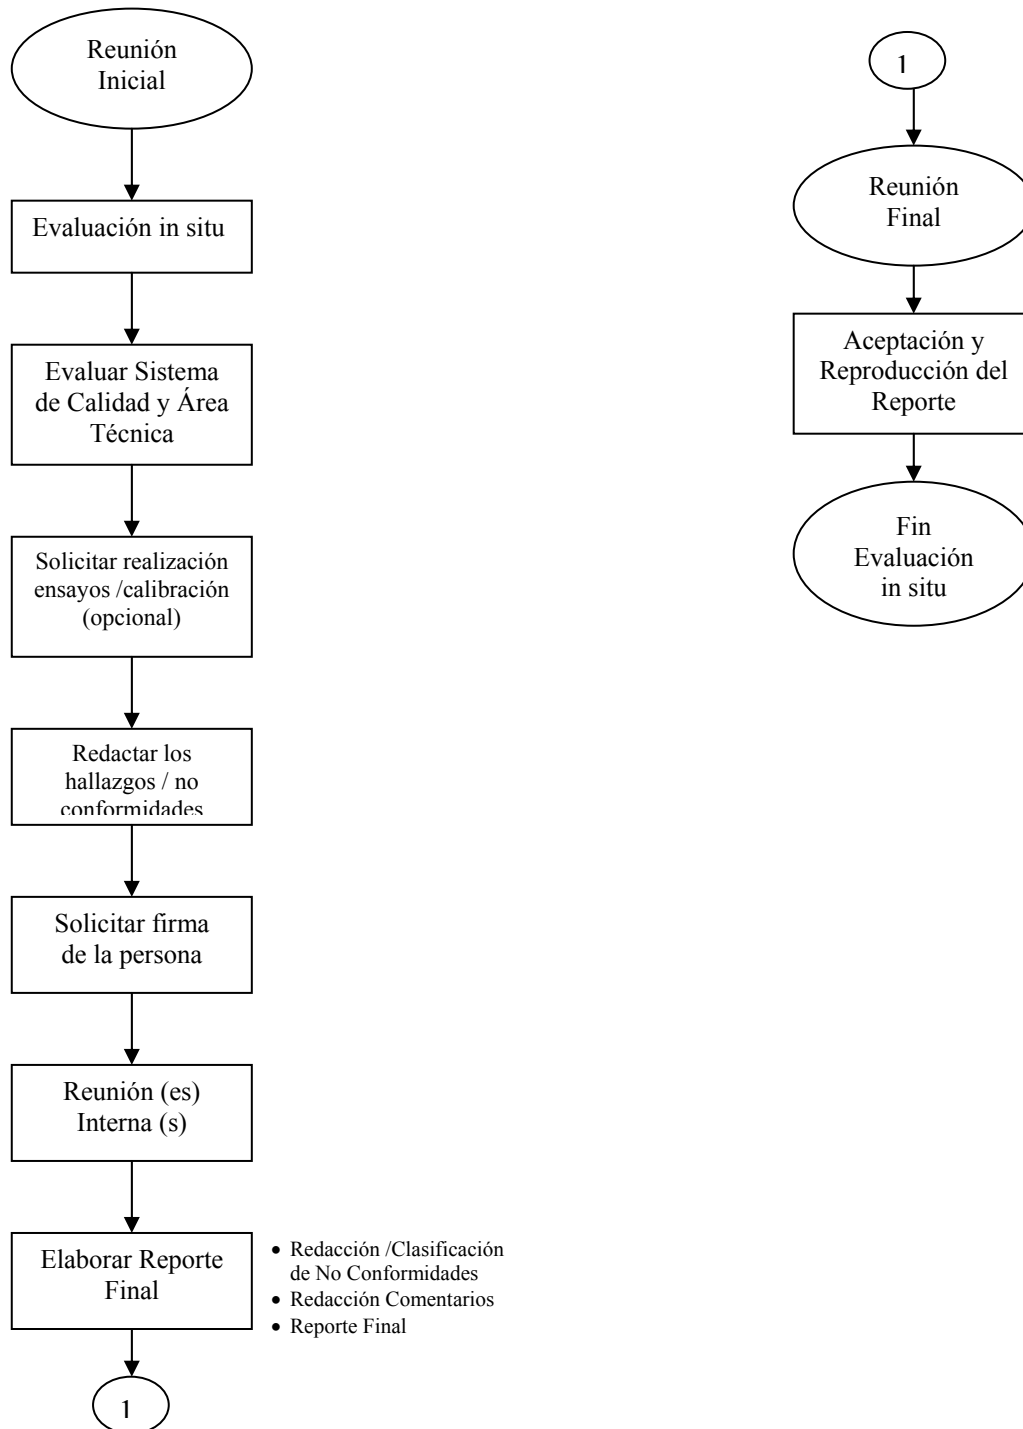 Reunión
Inicial
Evaluación in situ
Evaluar Sistema
de Calidad y Área
Técnica
Solicitar realización
ensayos /calibración
(opcional)
Redactar los
hallazgos / no
conformidades
Solicitar firma
de la persona
Reunión (es)
Interna (s)
Elaborar Reporte
Final
• Redacción /Clasificación
de No Conformidades
• Redacción Comentarios
• Reporte Final
1
1
Reunión
Final
Aceptación y
Reproducción del
Reporte
Fin
Evaluación
in situ